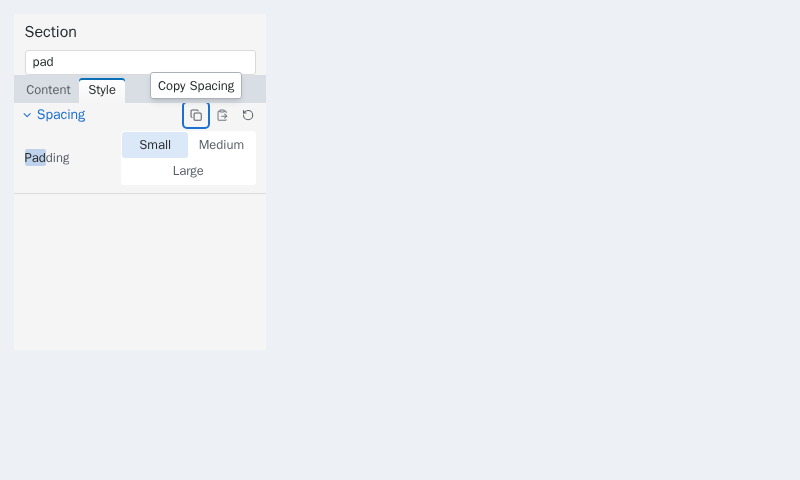 Section
pad
Copy Spacing
Content Style
Spacing
Padding
Small Medium
Large